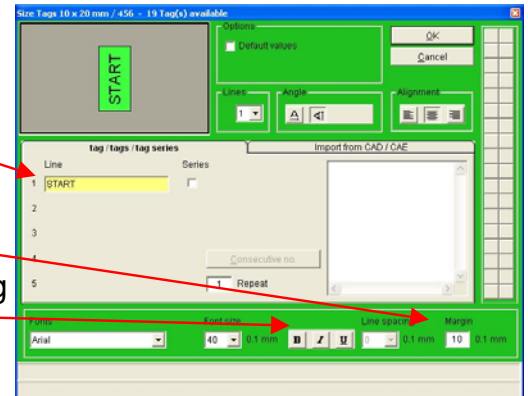 Size Tags 10 x 20 mm / 456 - 19 Tag(s) available
START
Options
Default values
OK
Cancel
Lines
1
Angle
A
Alignment
tag / tags / tag series
Import from CAD / CAE
Line
Series
1 START
2
3
4
Consecutive no.
5
1 Repeat
g
Fonts
Font size
Line spacing
Margin
Arial
40 0.1 mm
B I U
0 0.1 mm
10 0.1 mm